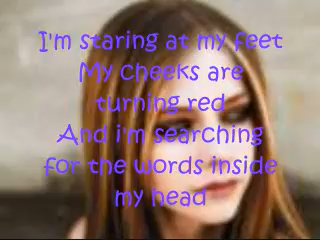 I'm staring at my feet
My cheeks are
turning red
And i'm searching
for the words inside
my head